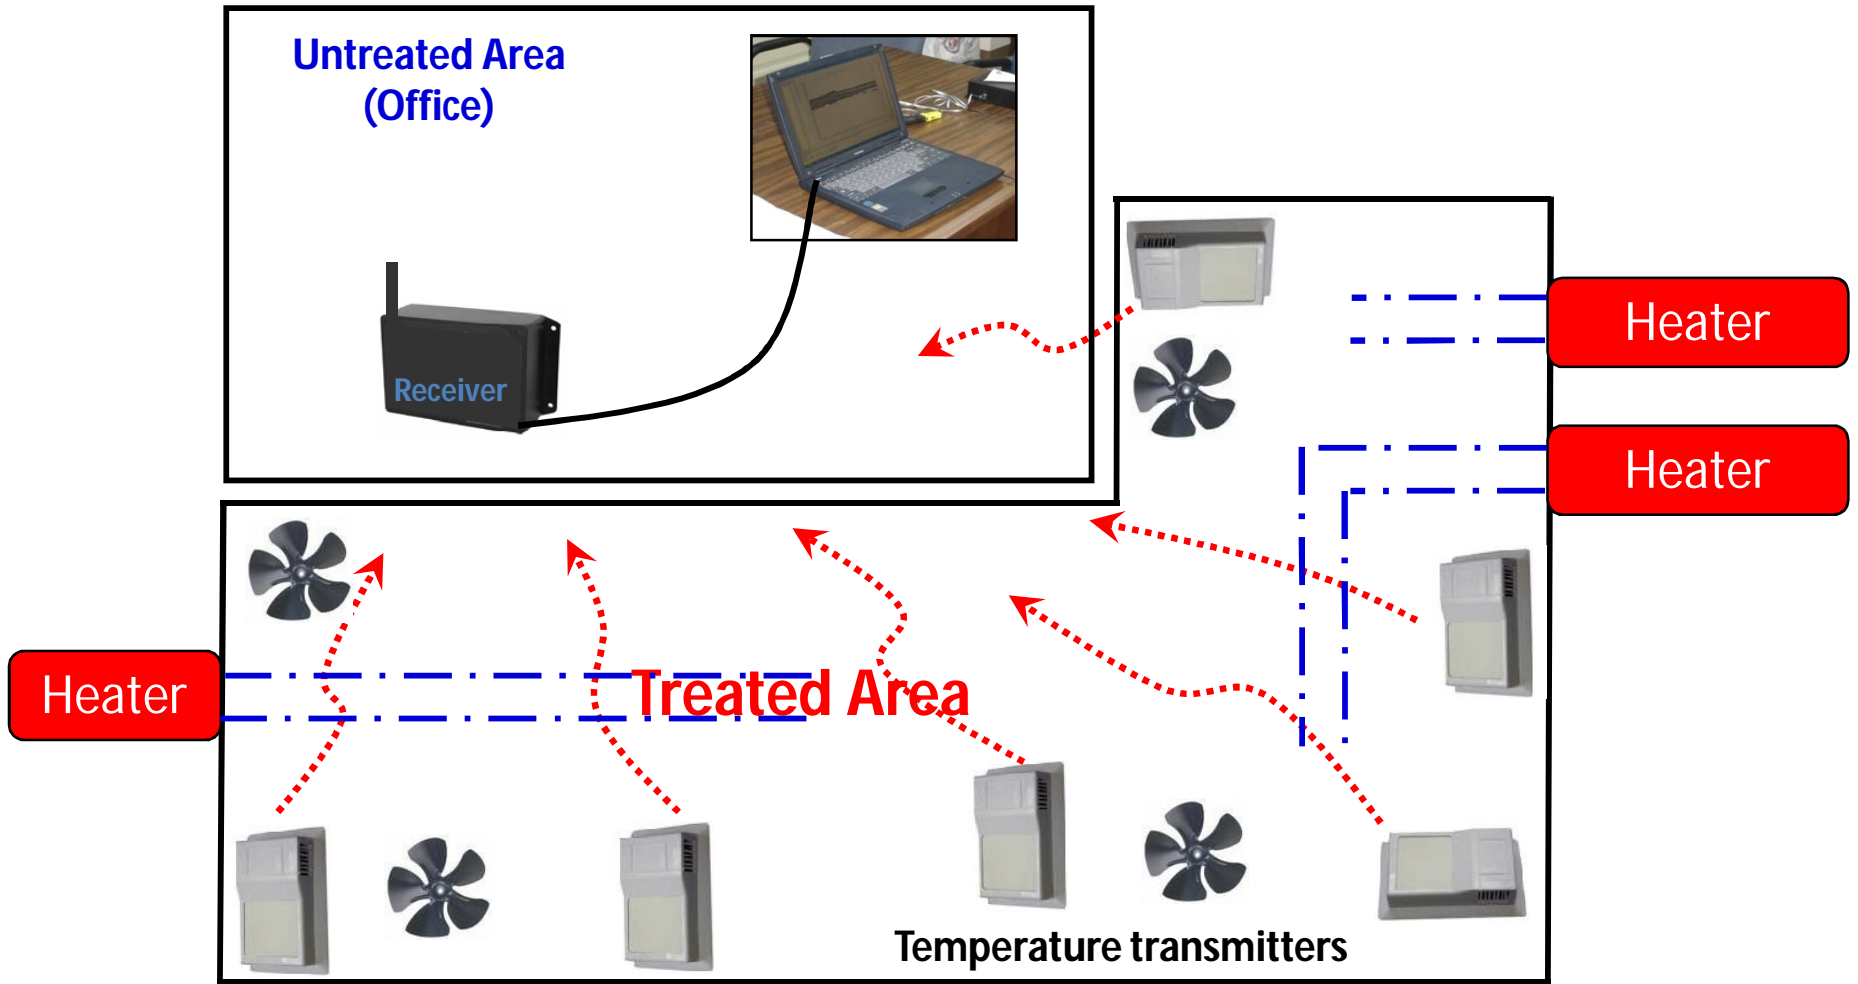 Untreated Area
(Office)
Receiver
Heater
Heater
Heater
Treated Area
Temperature transmitters